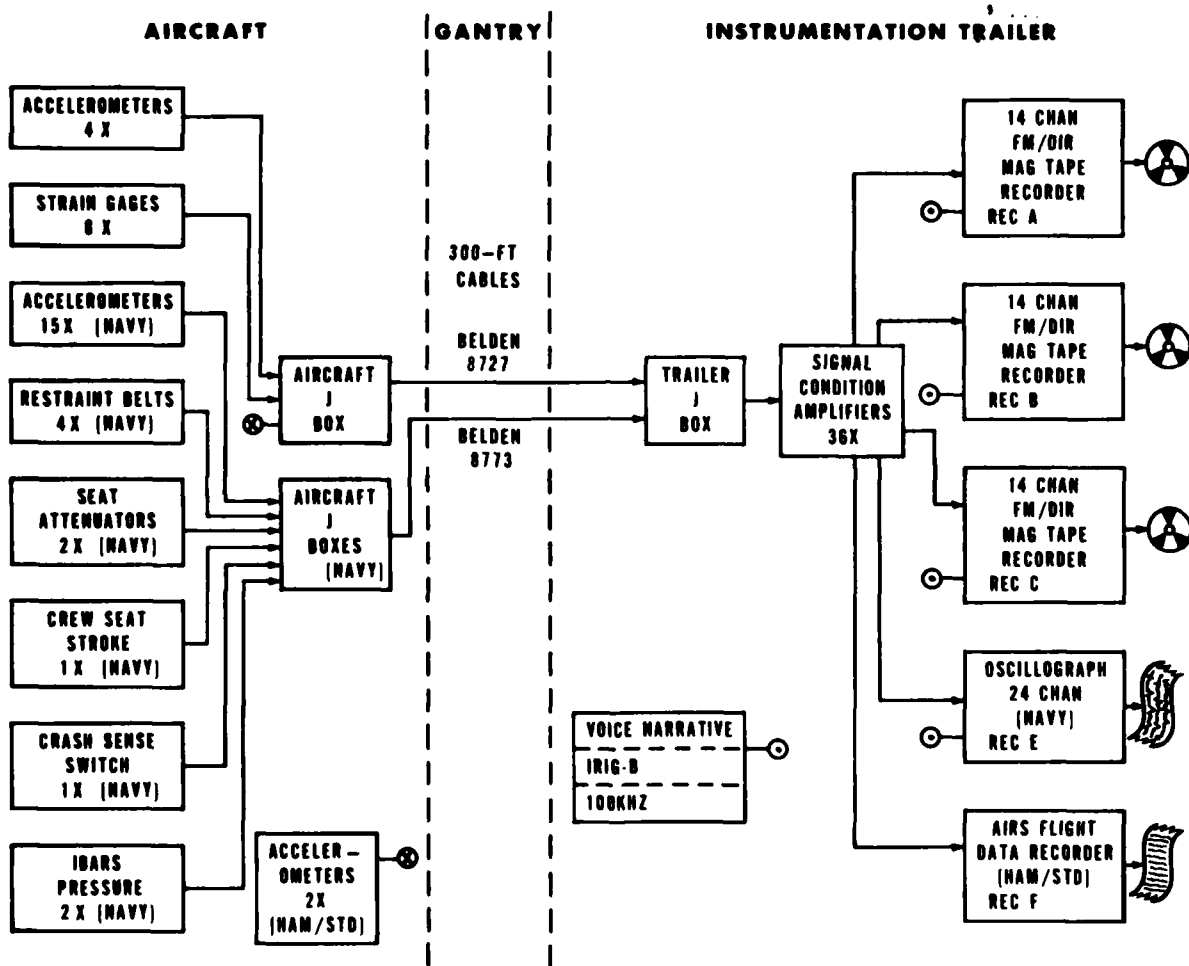 AIRCRAFT
GANTRY
INSTRUMENTATION TRAILER
ACCELEROMETERS
4 X
STRAIN GAGES
8 X
ACCELEROMETERS
15X (NAVY)
RESTRAINT BELTS
4X (NAVY)
SEAT
ATTENUATORS
2X (NAVY)
CREW SEAT
STROKE
1X (NAVY)
CRASH SENSE
SWITCH
1X (NAVY)
IBARS
PRESSURE
2X (NAVY)
AIRCRAFT
J
BOX
AIRCRAFT
J
BOXES
(NAVY)
ACCELER-
OMETERS
2X
(HAM/STD)
300-FT
CABLES
BELDEN
8727
BELDEN
8773
TRAILER
J
BOX
SIGNAL
CONDITION
AMPLIFIERS
36X
VOICE NARRATIVE
IRIG-B
100KHZ
14 CHAN
FM/DIR
MAG TAPE
RECORDER
REC A
14 CHAN
FM/DIR
MAG TAPE
RECORDER
REC B
14 CHAN
FM/DIR
MAG TAPE
RECORDER
REC C
OSCILLOGRAPH
24 CHAN
(NAVY)
REC E
AIRS FLIGHT
DATA RECORDER
(HAM/STD)
REC F